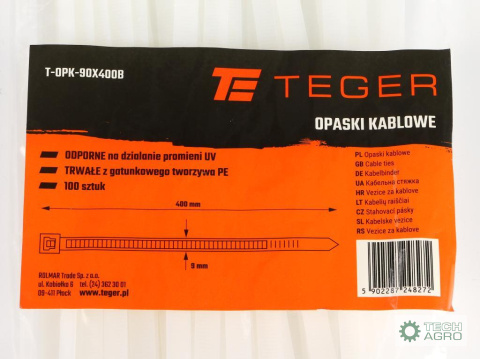 T-OPK-90X400B
TEGER
OPASKI KABLOWE
ODPORNE na działanie promieni UV
TRWAŁE z gatunkowego tworzywa PE
100 sztuk
PL Opaski kablowe
GB Cable ties
DE Kabelbinder
UA Кабельна стяжка
HR Vezice za kablove
LT Kabelių raiščiai
CZ Stahovací pásky
SL Kabelske vezice
RS Vezice za kablove
400 mm
9 mm
ROLMAR Trade Sp. z o.o.
ul. Kobiałka 6 tel. (24) 362 30 01
09-411 Płock www.teger.pl
5 902287 248272
TECH
AGRO